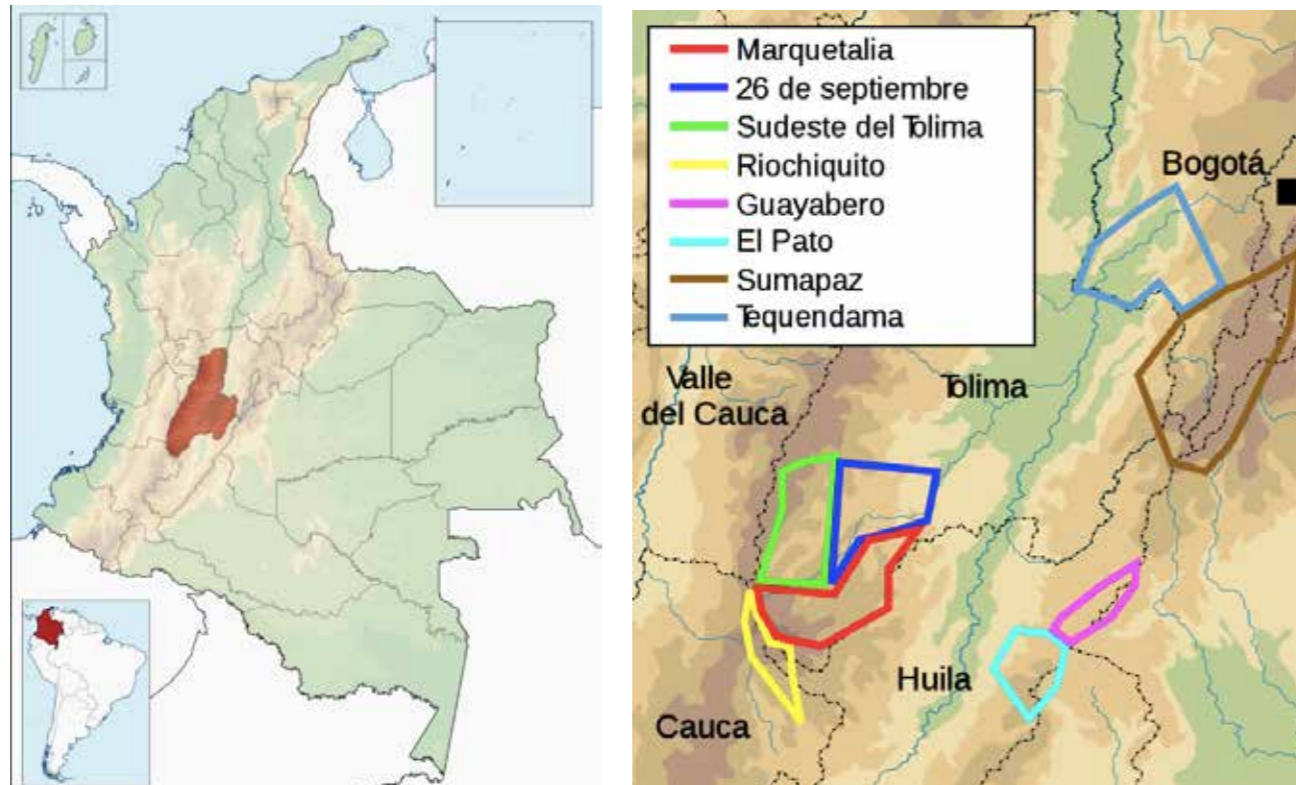 Marquetalia
26 de septiembre
Sudeste del Tolima
Riochiquito
Guayabero
El Pato
Sumapaz
Tequendama
Bogotá
Valle
del Cauca
Tolima
Huila
Cauca